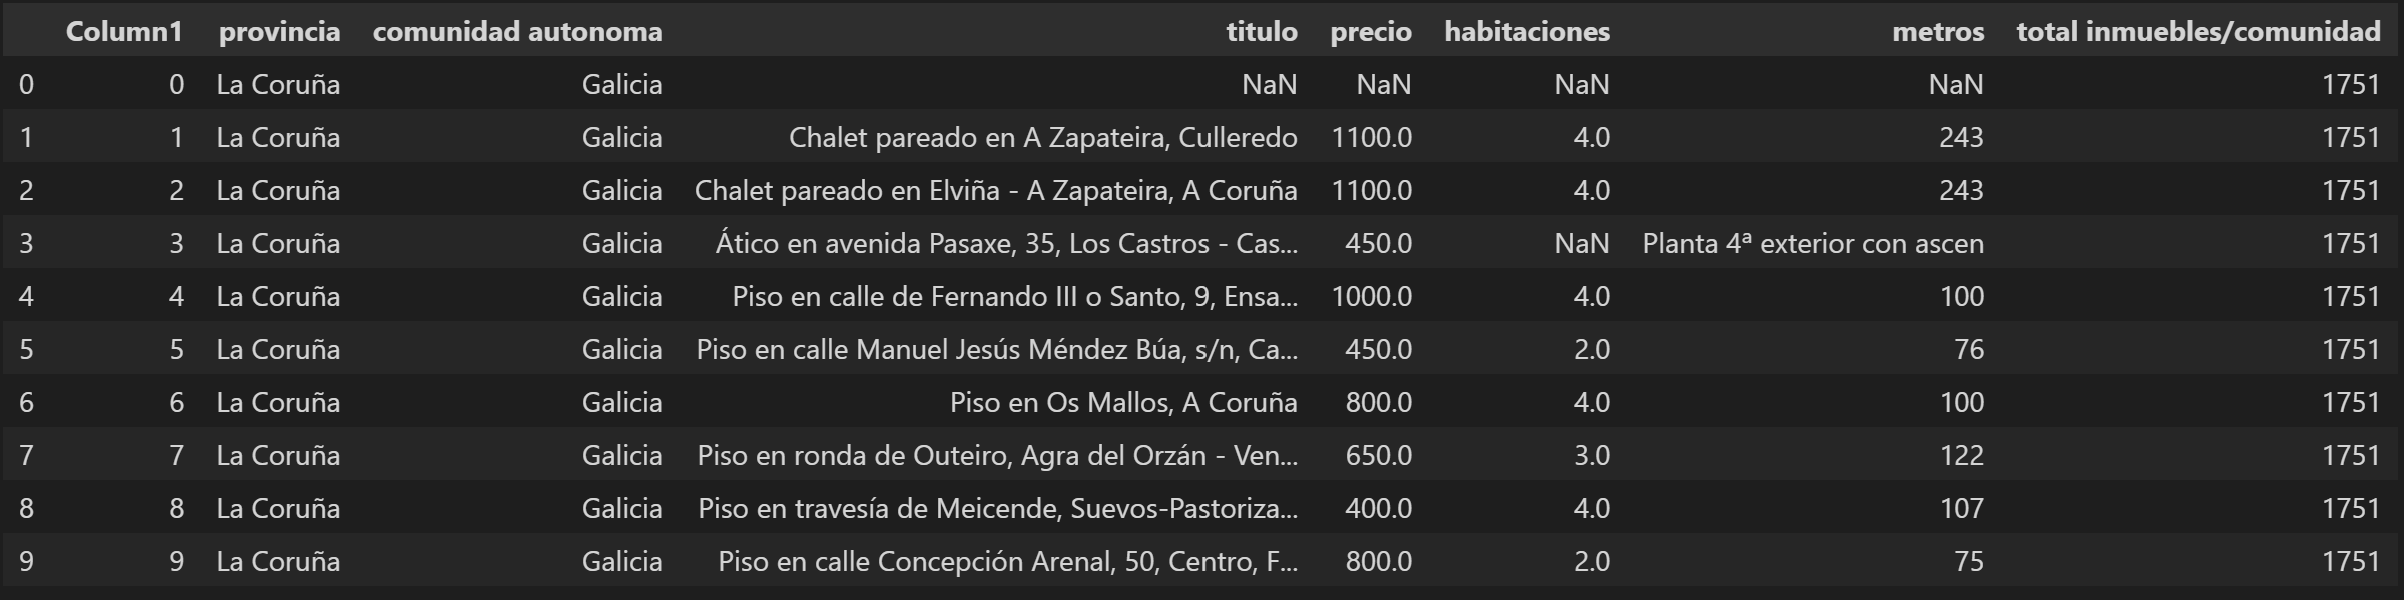 Column1 provincia comunidad autonoma titulo precio habitaciones metros total inmuebles/comunidad
0 0 La Coruña Galicia NaN NaN NaN NaN 1751
1 1 La Coruña Galicia Chalet pareado en A Zapateira, Culleredo 1100.0 4.0 243 1751
2 2 La Coruña Galicia Chalet pareado en Elviña - A Zapateira, A Coruña 1100.0 4.0 243 1751
3 3 La Coruña Galicia Ático en avenida Pasaxe, 35, Los Castros - Cas... 450.0 NaN Planta 4ª exterior con ascen 1751
4 4 La Coruña Galicia Piso en calle de Fernando III o Santo, 9, Ensa... 1000.0 4.0 100 1751
5 5 La Coruña Galicia Piso en calle Manuel Jesús Méndez Búa, s/n, Ca... 450.0 2.0 76 1751
6 6 La Coruña Galicia Piso en Os Mallos, A Coruña 800.0 4.0 100 1751
7 7 La Coruña Galicia Piso en ronda de Outeiro, Agra del Orzán - Ven... 650.0 3.0 122 1751
8 8 La Coruña Galicia Piso en travesía de Meicende, Suevos-Pastoriza... 400.0 4.0 107 1751
9 9 La Coruña Galicia Piso en calle Concepción Arenal, 50, Centro, F... 800.0 2.0 75 1751